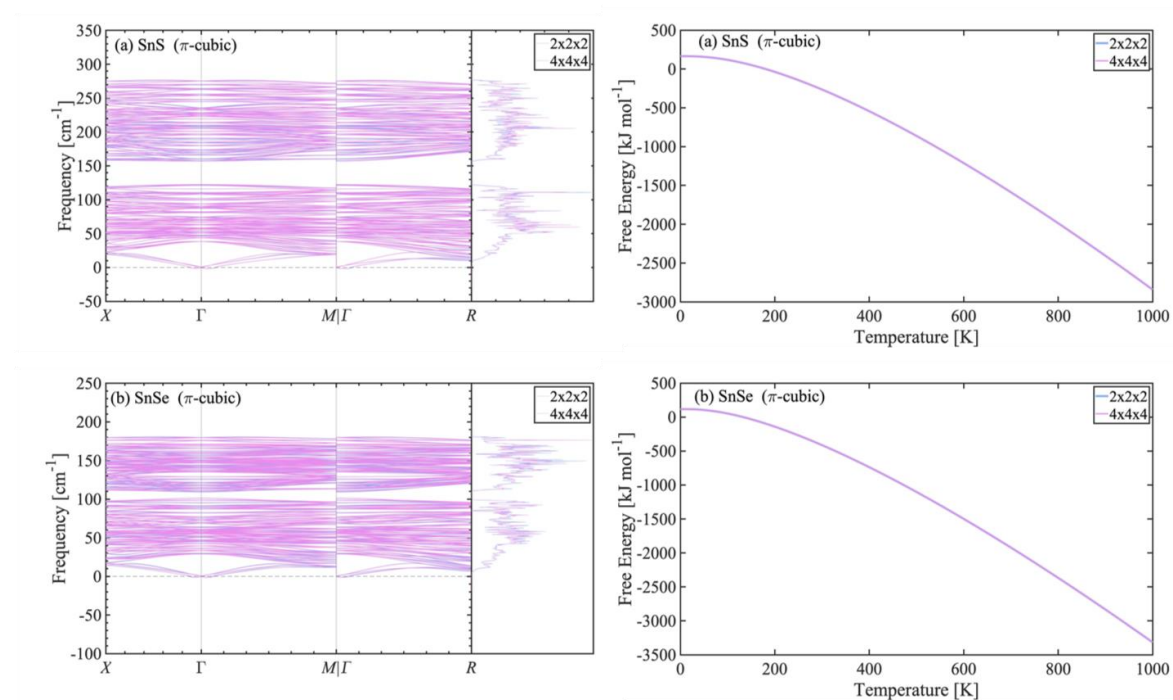 (a) SnS (π-cubic)
2x2x2
4x4x4
Frequency [cm⁻¹]
350
300
250
200
150
100
50
0
-50
X Γ M|Γ R
(a) SnS (π-cubic)
2x2x2
4x4x4
Free Energy [kJ mol⁻¹]
500
0
-500
-1000
-1500
-2000
-2500
-3000
0 200 400 600 800 1000
Temperature [K]
(b) SnSe (π-cubic)
2x2x2
4x4x4
Frequency [cm⁻¹]
250
200
150
100
50
0
-50
-100
X Γ M|Γ R
(b) SnSe (π-cubic)
2x2x2
4x4x4
Free Energy [kJ mol⁻¹]
500
0
-500
-1000
-1500
-2000
-2500
-3000
-3500
0 200 400 600 800 1000
Temperature [K]